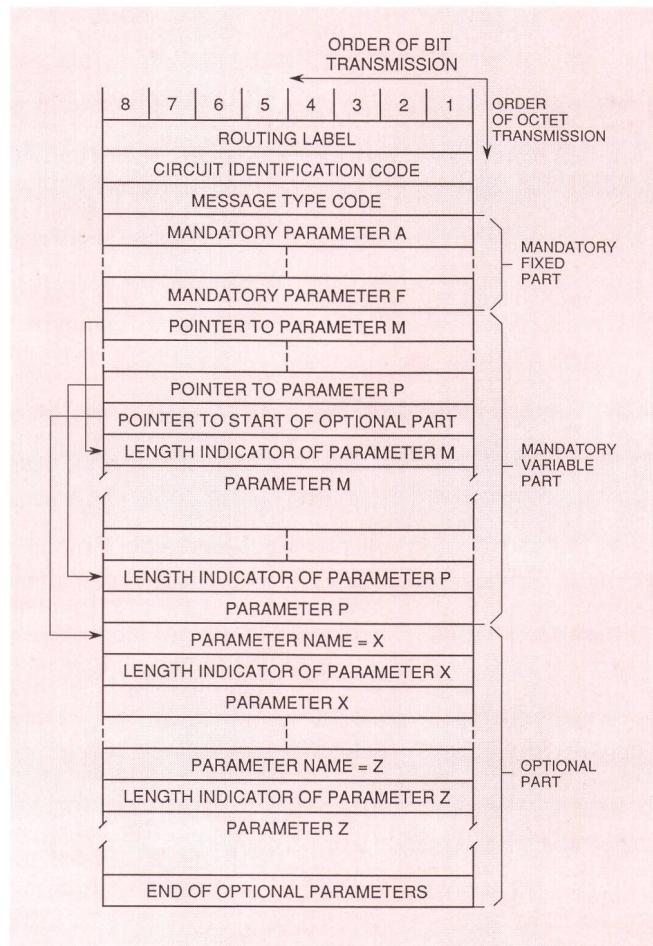 ORDER OF BIT
TRANSMISSION
8 7 6 5 4 3 2 1
ORDER
OF OCTET
TRANSMISSION
ROUTING LABEL
CIRCUIT IDENTIFICATION CODE
MESSAGE TYPE CODE
MANDATORY PARAMETER A
MANDATORY
FIXED
PART
MANDATORY PARAMETER F
POINTER TO PARAMETER M
POINTER TO PARAMETER P
POINTER TO START OF OPTIONAL PART
LENGTH INDICATOR OF PARAMETER M
MANDATORY
VARIABLE
PART
PARAMETER M
LENGTH INDICATOR OF PARAMETER P
PARAMETER P
PARAMETER NAME = X
LENGTH INDICATOR OF PARAMETER X
PARAMETER X
PARAMETER NAME = Z
OPTIONAL
PART
LENGTH INDICATOR OF PARAMETER Z
PARAMETER Z
END OF OPTIONAL PARAMETERS